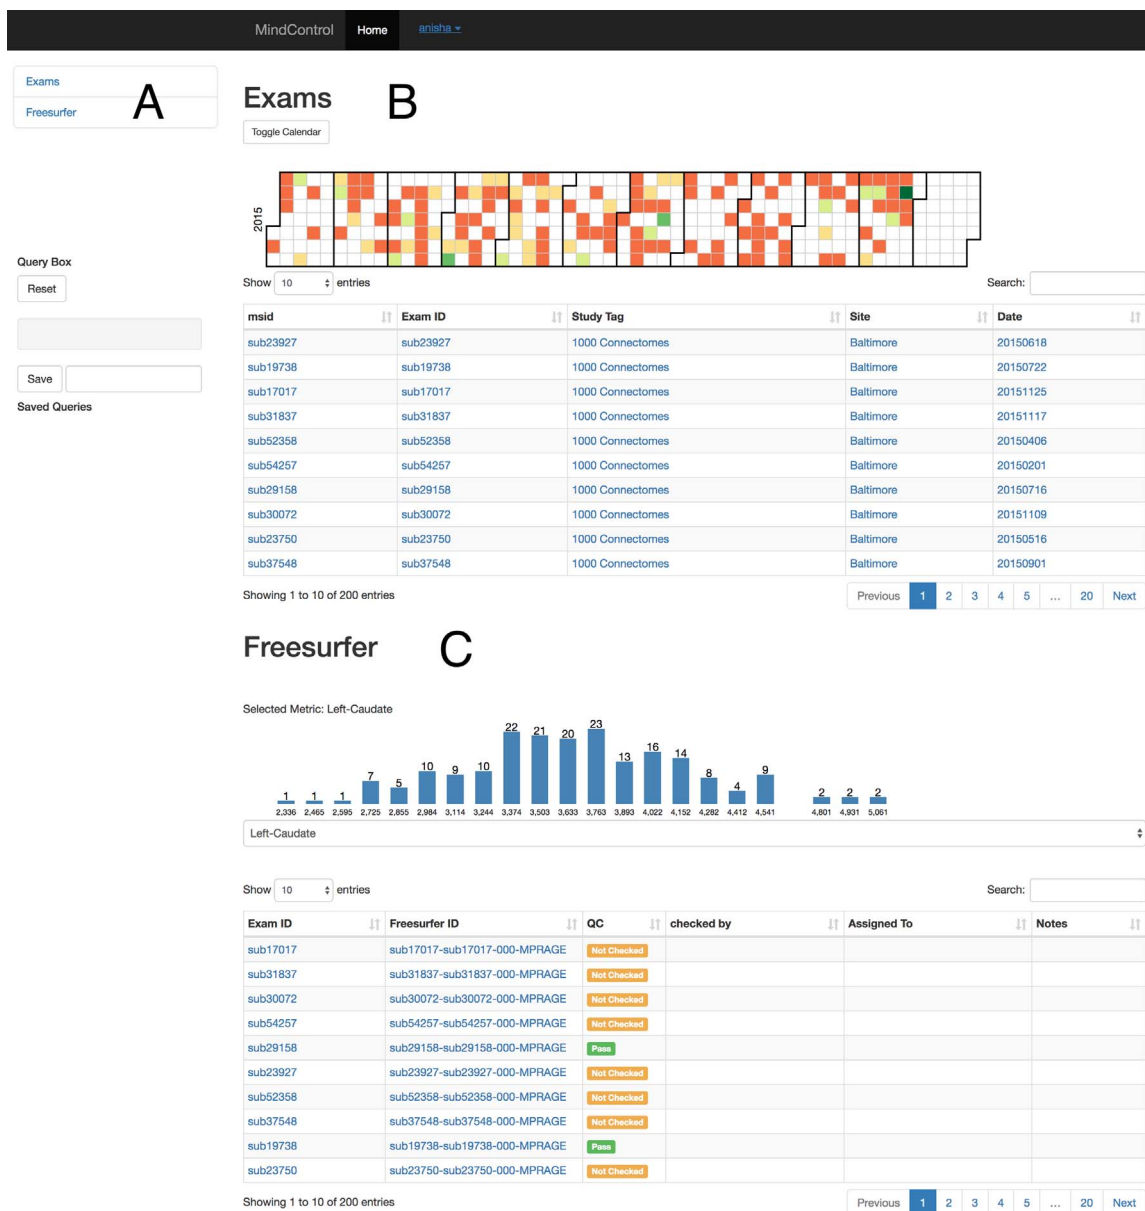 MindControl Home anisha
Exams
Freesurfer
A
Exams B
Toggle Calendar
2015
Query Box
Reset
Save
Saved Queries
Show 10 entries Search:
msid Exam ID Study Tag Site Date
sub23927 sub23927 1000 Connectomes Baltimore 20150618
sub19738 sub19738 1000 Connectomes Baltimore 20150722
sub17017 sub17017 1000 Connectomes Baltimore 20151125
sub31837 sub31837 1000 Connectomes Baltimore 20151117
sub52358 sub52358 1000 Connectomes Baltimore 20150406
sub54257 sub54257 1000 Connectomes Baltimore 20150201
sub29158 sub29158 1000 Connectomes Baltimore 20150716
sub30072 sub30072 1000 Connectomes Baltimore 20151109
sub23750 sub23750 1000 Connectomes Baltimore 20150516
sub37548 sub37548 1000 Connectomes Baltimore 20150901
Showing 1 to 10 of 200 entries Previous 1 2 3 4 5 ... 20 Next
Freesurfer C
Selected Metric: Left-Caudate
1 1 1 7 5 10 9 10 22 21 20 23 13 16 14 8 4 9 2 2 2
2,336 2,465 2,595 2,725 2,855 2,984 3,114 3,244 3,374 3,503 3,633 3,763 3,893 4,022 4,152 4,282 4,412 4,541 4,801 4,931 5,061
Left-Caudate
Show 10 entries Search:
Exam ID Freesurfer ID QC checked by Assigned To Notes
sub17017 sub17017-sub17017-000-MPRAGE Not Checked
sub31837 sub31837-sub31837-000-MPRAGE Not Checked
sub30072 sub30072-sub30072-000-MPRAGE Not Checked
sub54257 sub54257-sub54257-000-MPRAGE Not Checked
sub29158 sub29158-sub29158-000-MPRAGE Pass
sub23927 sub23927-sub23927-000-MPRAGE Not Checked
sub52358 sub52358-sub52358-000-MPRAGE Not Checked
sub37548 sub37548-sub37548-000-MPRAGE Not Checked
sub19738 sub19738-sub19738-000-MPRAGE Pass
sub23750 sub23750-sub23750-000-MPRAGE Not Checked
Showing 1 to 10 of 200 entries Previous 1 2 3 4 5 ... 20 Next